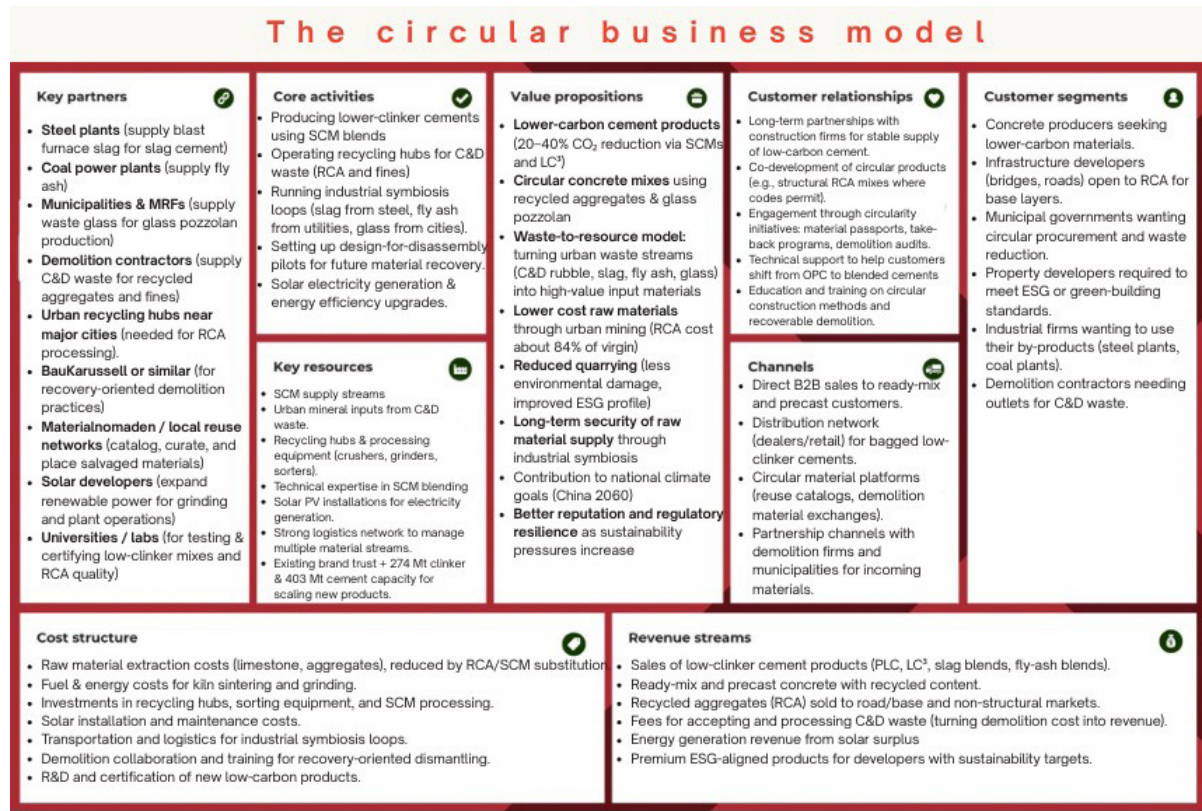 The circular business model
Key partners
• Steel plants (supply blast
furnace slag for slag cement)
• Coal power plants (supply fly
ash)
• Municipalities & MRFs (supply
waste glass for glass pozzolan
production)
• Demolition contractors (supply
C&D waste for recycled
aggregates and fines)
• Urban recycling hubs near
major cities (needed for RCA
processing).
• BauKarussell or similar (for
recovery-oriented demolition
practices)
• Materialnomaden / local reuse
networks (catalog, curate, and
place salvaged materials)
• Solar developers (expand
renewable power for grinding
and plant operations)
• Universities / labs (for testing &
certifying low-clinker mixes and
RCA quality)
Core activities
• Producing lower-clinker cements
using SCM blends
• Operating recycling hubs for C&D
waste (RCA and fines)
• Running industrial symbiosis
loops (slag from steel, fly ash
from utilities, glass from cities).
• Setting up design-for-disassembly
pilots for future material recovery.
• Solar electricity generation &
energy efficiency upgrades.
Key resources
• SCM supply streams
• Urban mineral inputs from C&D
waste.
• Recycling hubs & processing
equipment (crushers, grinders,
sorters).
• Technical expertise in SCM blending
• Solar PV installations for electricity
generation.
• Strong logistics network to manage
multiple material streams.
• Existing brand trust + 274 Mt clinker
& 403 Mt cement capacity for
scaling new products.
Value propositions
• Lower-carbon cement products
(20–40% CO₂ reduction via SCMs
and LC³)
• Circular concrete mixes using
recycled aggregates & glass
pozzolan
• Waste-to-resource model:
turning urban waste streams
(C&D rubble, slag, fly ash, glass)
into high-value input materials
• Lower cost raw materials
through urban mining (RCA cost
about 84% of virgin)
• Reduced quarrying (less
environmental damage,
improved ESG profile)
• Long-term security of raw
material supply through
industrial symbiosis
• Contribution to national climate
goals (China 2060)
• Better reputation and regulatory
resilience as sustainability
pressures increase
Customer relationships
• Long-term partnerships with
construction firms for stable supply
of low-carbon cement.
• Co-development of circular products
(e.g., structural RCA mixes where
codes permit).
• Engagement through circularity
initiatives: material passports, take-
back programs, demolition audits.
• Technical support to help customers
shift from OPC to blended cements
• Education and training on circular
construction methods and
recoverable demolition.
Channels
• Direct B2B sales to ready-mix
and precast customers.
• Distribution network
(dealers/retail) for bagged low-
clinker cements.
• Circular material platforms
(reuse catalogs, demolition
material exchanges).
• Partnership channels with
demolition firms and
municipalities for incoming
materials.
Customer segments
• Concrete producers seeking
lower-carbon materials.
• Infrastructure developers
(bridges, roads) open to RCA for
base layers.
• Municipal governments wanting
circular procurement and waste
reduction.
• Property developers required to
meet ESG or green-building
standards.
• Industrial firms wanting to use
their by-products (steel plants,
coal plants).
• Demolition contractors needing
outlets for C&D waste.
Cost structure
• Raw material extraction costs (limestone, aggregates), reduced by RCA/SCM substitution.
• Fuel & energy costs for kiln sintering and grinding.
• Investments in recycling hubs, sorting equipment, and SCM processing.
• Solar installation and maintenance costs.
• Transportation and logistics for industrial symbiosis loops.
• Demolition collaboration and training for recovery-oriented dismantling.
• R&D and certification of new low-carbon products.
Revenue streams
• Sales of low-clinker cement products (PLC, LC³, slag blends, fly-ash blends).
• Ready-mix and precast concrete with recycled content.
• Recycled aggregates (RCA) sold to road/base and non-structural markets.
• Fees for accepting and processing C&D waste (turning demolition cost into revenue).
• Energy generation revenue from solar surplus
• Premium ESG-aligned products for developers with sustainability targets.